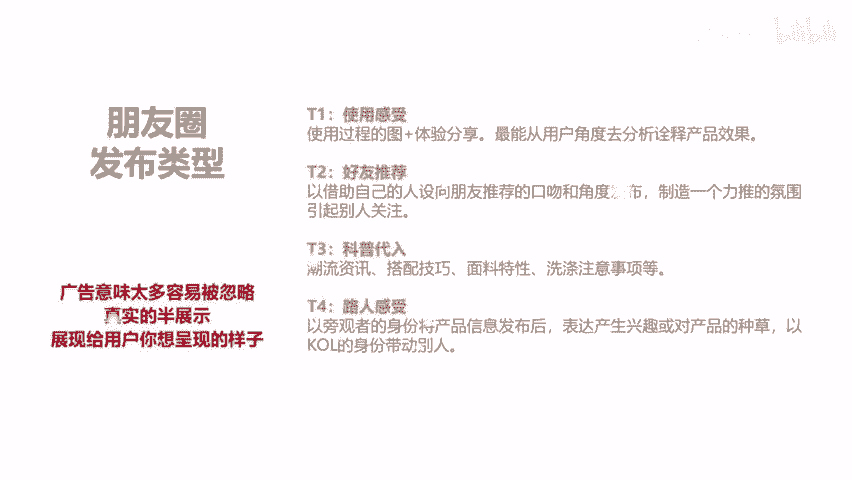 朋友圈
发布类型
广告意味太多容易被忽略
真实的半展示
展现给用户你想呈现的样子
T1：使用感受
使用过程的图+体验分享。最能从用户角度去分析诠释产品效果。
T2：好友推荐
以借助自己的人设向朋友推荐的口吻和角度布，制造一个力推的氛围
引起别人关注。
T3：科普代入
潮流资讯、搭配技巧、面料特性、洗涤注意事项等。
T4：路人感受
以旁观者的身份将产品信息发布后，表达产生兴趣或对产品的种草，以
KOL的身份带动别人。